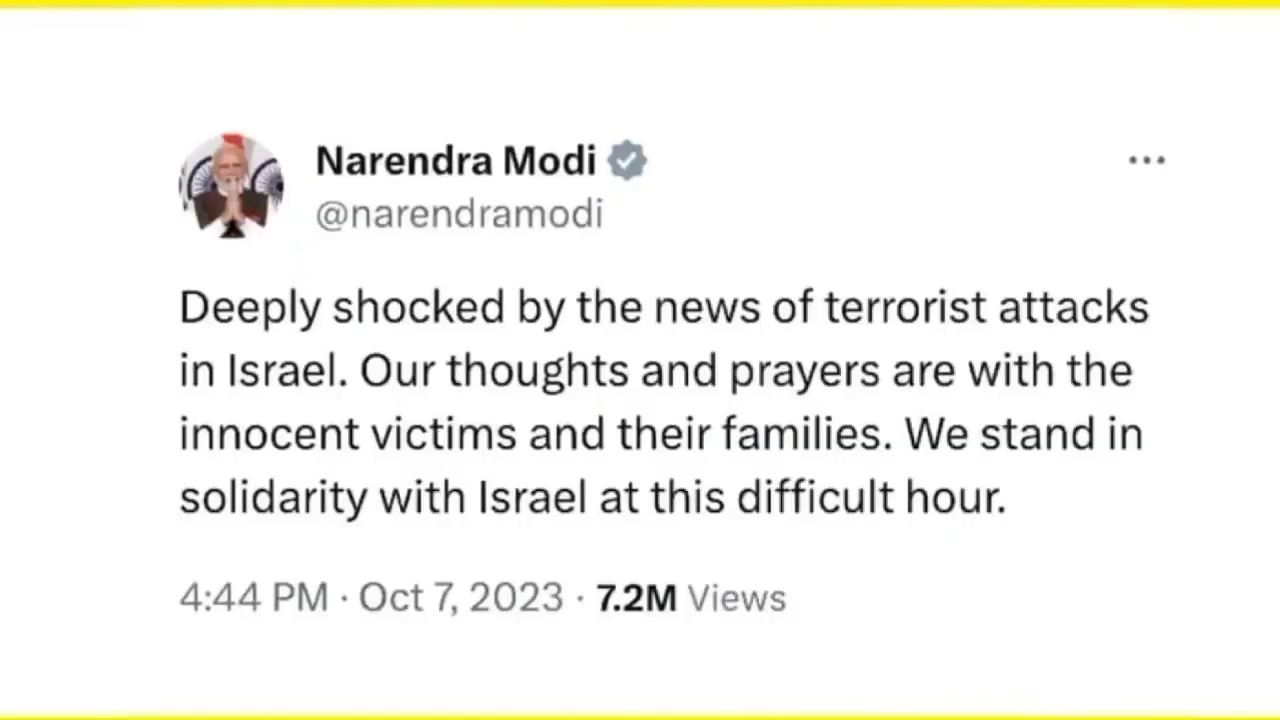 Narendra Modi
@narendramodi
Deeply shocked by the news of terrorist attacks
in Israel. Our thoughts and prayers are with the
innocent victims and their families. We stand in
solidarity with Israel at this difficult hour.
4:44 PM · Oct 7, 2023 · 7.2M Views